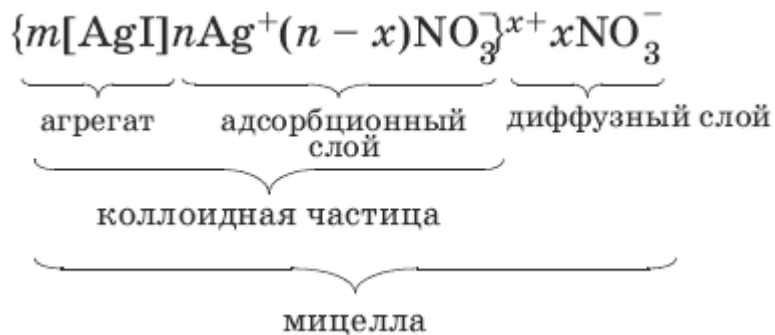 {m[AgI]nAg⁺(n − x)NO₃⁻}ˣ⁺xNO₃⁻
агрегат адсорбционный слой диффузный слой
коллоидная частица
мицелла